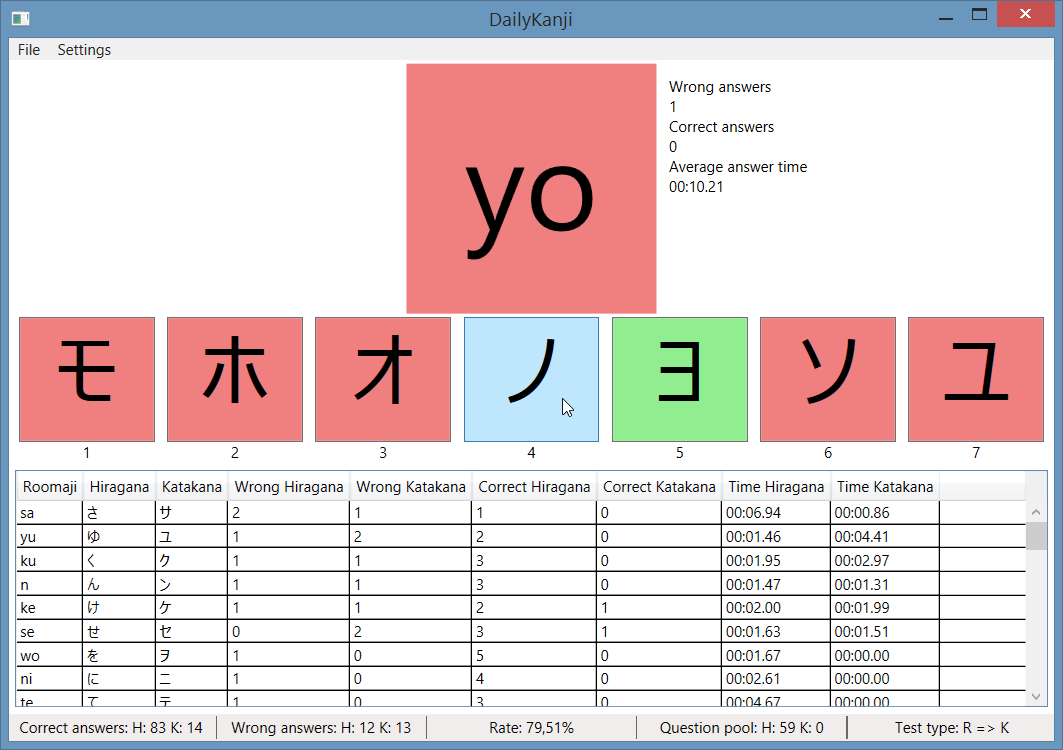 DailyKanji
File Settings
yo
Wrong answers
1
Correct answers
0
Average answer time
00:10.21
モ ホ オ ノ ヨ ソ ユ
1 2 3 4 5 6 7
Roomaji Hiragana Katakana Wrong Hiragana Wrong Katakana Correct Hiragana Correct Katakana Time Hiragana Time Katakana
sa さ サ 2 1 1 0 00:06.94 00:00.86
yu ゆ ユ 1 2 2 0 00:01.46 00:04.41
ku く ク 1 1 3 0 00:01.95 00:02.97
n ん ン 1 1 3 0 00:01.47 00:01.31
ke け ケ 1 1 2 1 00:02.00 00:01.99
se せ セ 0 2 3 1 00:01.63 00:01.51
wo を ヲ 1 0 5 0 00:01.67 00:00.00
ni に ニ 1 0 4 0 00:02.61 00:00.00
te て テ 1 0 3 0 00:04.67 00:00.00
Correct answers: H: 83 K: 14 Wrong answers: H: 12 K: 13 Rate: 79,51% Question pool: H: 59 K: 0 Test type: R => K